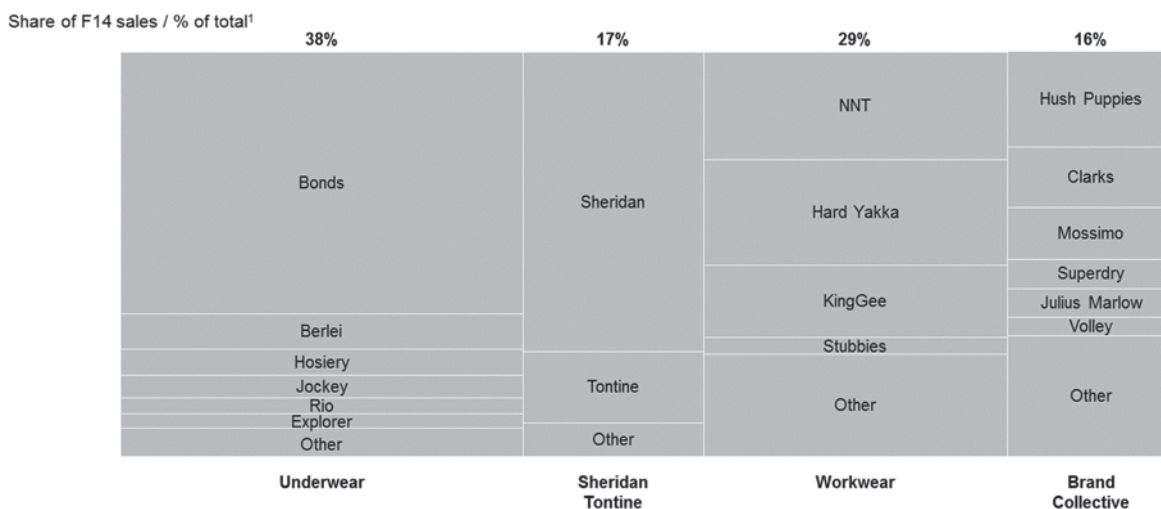 Share of F14 sales / % of total¹
38% 17% 29% 16%
Bonds
Berlei
Hosiery
Jockey
Rio
Explorer
Other
Sheridan
Tontine
Other
NNT
Hard Yakka
KingGee
Stubbies
Other
Hush Puppies
Clarks
Mossimo
Superdry
Julius Marlow
Volley
Other
Underwear
Sheridan
Tontine
Workwear
Brand
Collective